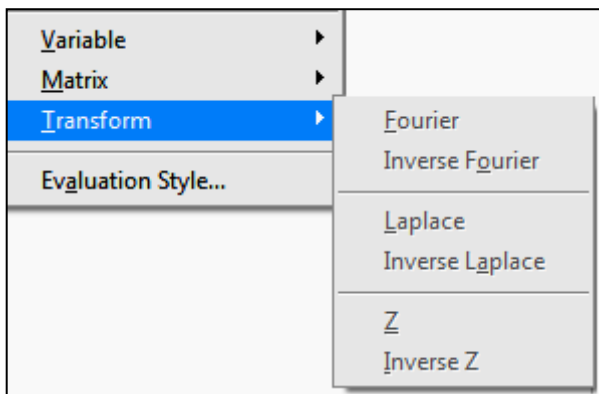 Variable
Matrix
Transform
Evaluation Style...
Fourier
Inverse Fourier
Laplace
Inverse Laplace
Z
Inverse Z